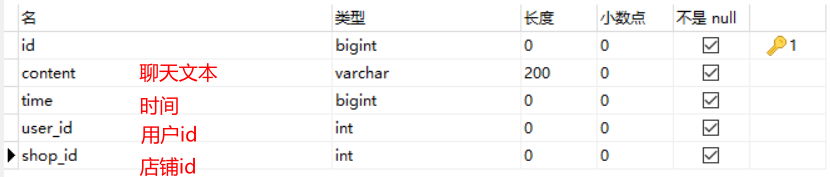 名 类型 长度 小数点 不是 null
id bigint 0 0 1
content 聊天文本 varchar 200 0
time 时间 bigint 0 0
user_id 用户id int 0 0
shop_id 店铺id int 0 0